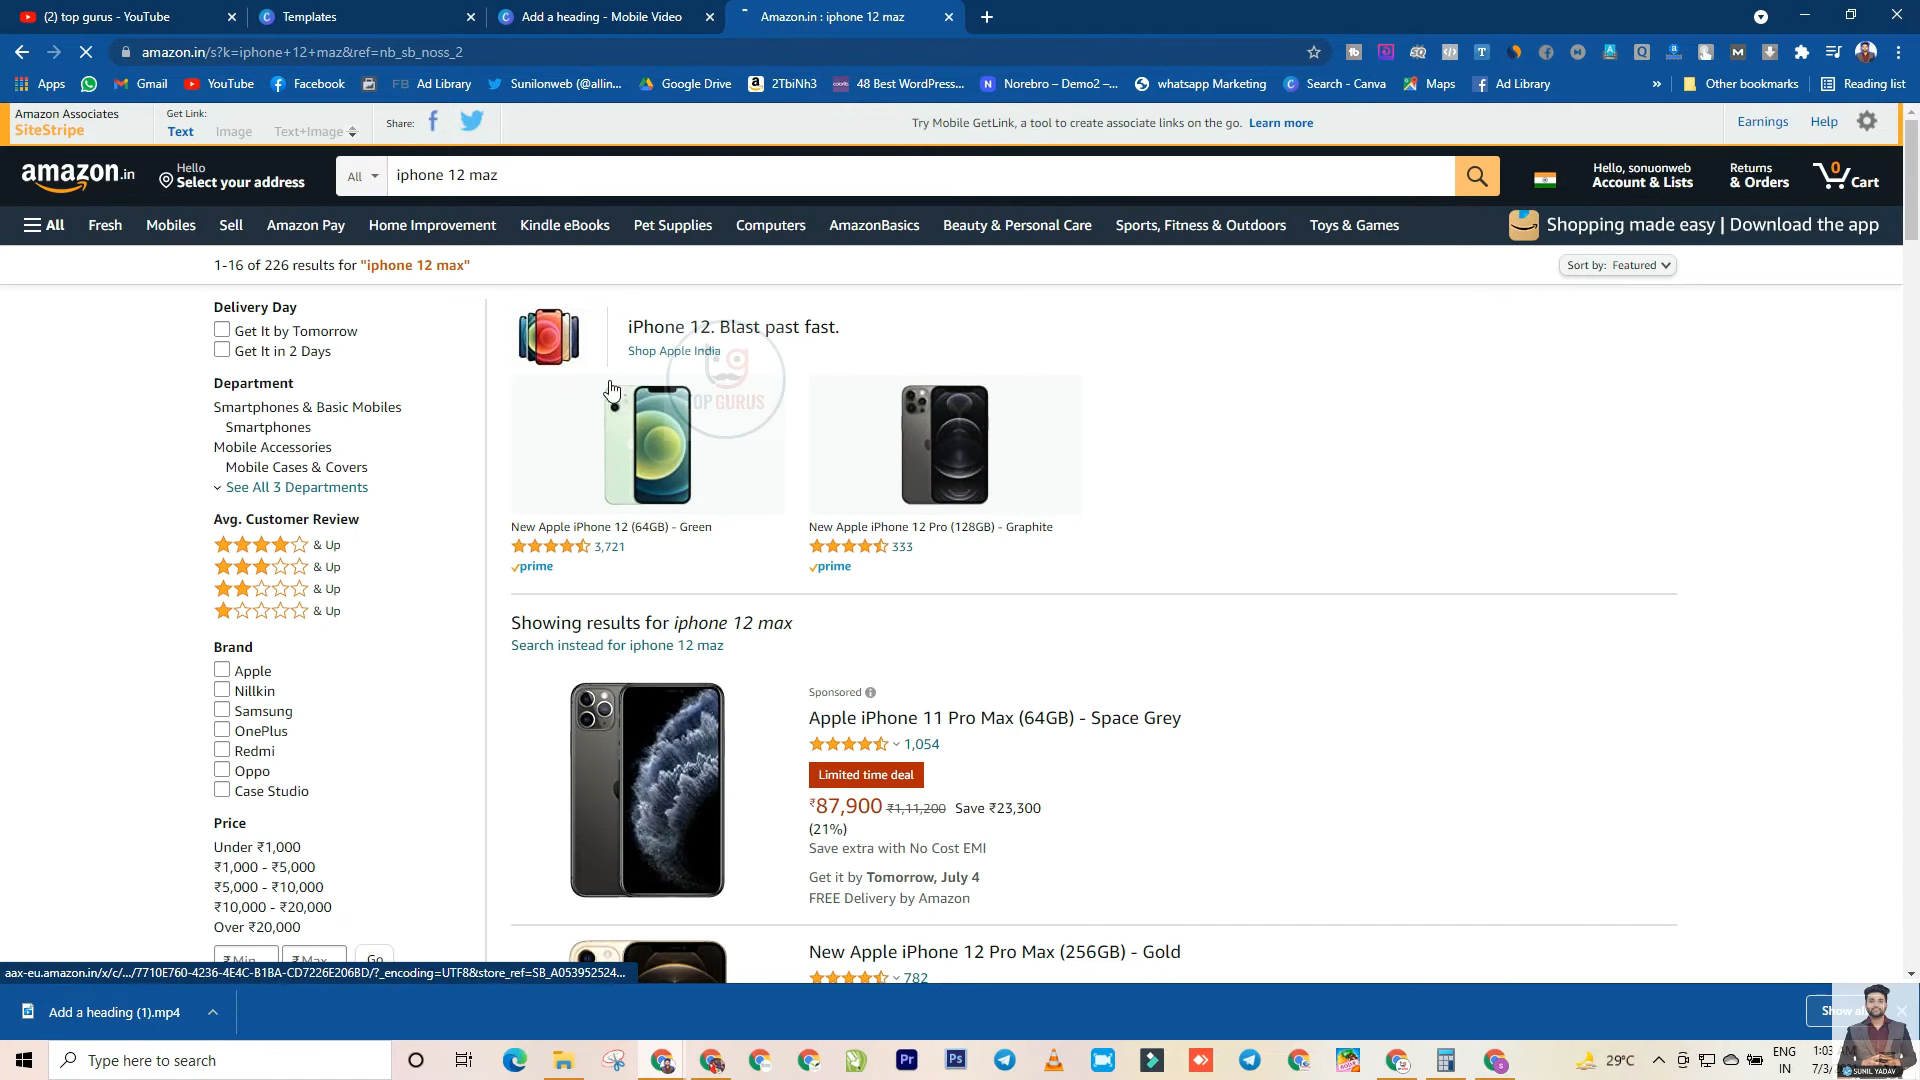 (2) top gurus - YouTube
Templates
Add a heading - Mobile Video
Amazon.in : iphone 12 maz
amazon.in/s?k=iphone+12+maz&ref=nb_sb_noss_2
Apps
Gmail
YouTube
Facebook
FB Ad Library
Sunilonweb (@allin...
Google Drive
2TbiNh3
48 Best WordPress...
Norebro – Demo2 –...
whatsapp Marketing
Search - Canva
Maps
Ad Library
»
Other bookmarks
Reading list
Amazon Associates
SiteStripe
Get Link:
Text
Image
Text+Image
Share:
Try Mobile GetLink, a tool to create associate links on the go. Learn more
Earnings
Help
amazon.in
Hello
Select your address
All
iphone 12 maz
Hello, sonuonweb
Account & Lists
Returns
& Orders
0
Cart
All
Fresh
Mobiles
Sell
Amazon Pay
Home Improvement
Kindle eBooks
Pet Supplies
Computers
AmazonBasics
Beauty & Personal Care
Sports, Fitness & Outdoors
Toys & Games
Shopping made easy | Download the app
1-16 of 226 results for "iphone 12 max"
Sort by: Featured
Delivery Day
Get It by Tomorrow
Get It in 2 Days
Department
Smartphones & Basic Mobiles
Smartphones
Mobile Accessories
Mobile Cases & Covers
See All 3 Departments
Avg. Customer Review
& Up
& Up
& Up
& Up
Brand
Apple
Nillkin
Samsung
OnePlus
Redmi
Oppo
Case Studio
Price
Under ₹1,000
₹1,000 - ₹5,000
₹5,000 - ₹10,000
₹10,000 - ₹20,000
Over ₹20,000
₹ Min
₹ Max
Go
iPhone 12. Blast past fast.
Shop Apple India
TOP GURUS
New Apple iPhone 12 (64GB) - Green
3,721
prime
New Apple iPhone 12 Pro (128GB) - Graphite
333
prime
Showing results for iphone 12 max
Search instead for iphone 12 maz
Sponsored
Apple iPhone 11 Pro Max (64GB) - Space Grey
1,054
Limited time deal
₹87,900 ₹1,11,200 Save ₹23,300
(21%)
Save extra with No Cost EMI
Get it by Tomorrow, July 4
FREE Delivery by Amazon
New Apple iPhone 12 Pro Max (256GB) - Gold
782
aax-eu.amazon.in/x/c/.../7710E760-4236-4E4C-B1BA-CD7226E206BD/?_encoding=UTF8&store_ref=SB_A053952524...
Add a heading (1).mp4
Show
Type here to search
29°C
ENG
IN
SUNIL YADAV